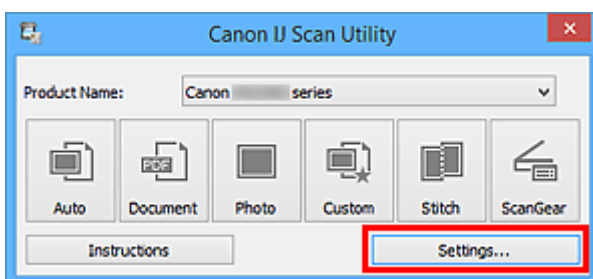 Canon IJ Scan Utility
Product Name: Canon series
PDF
Auto Document Photo Custom Stitch ScanGear
Instructions Settings...